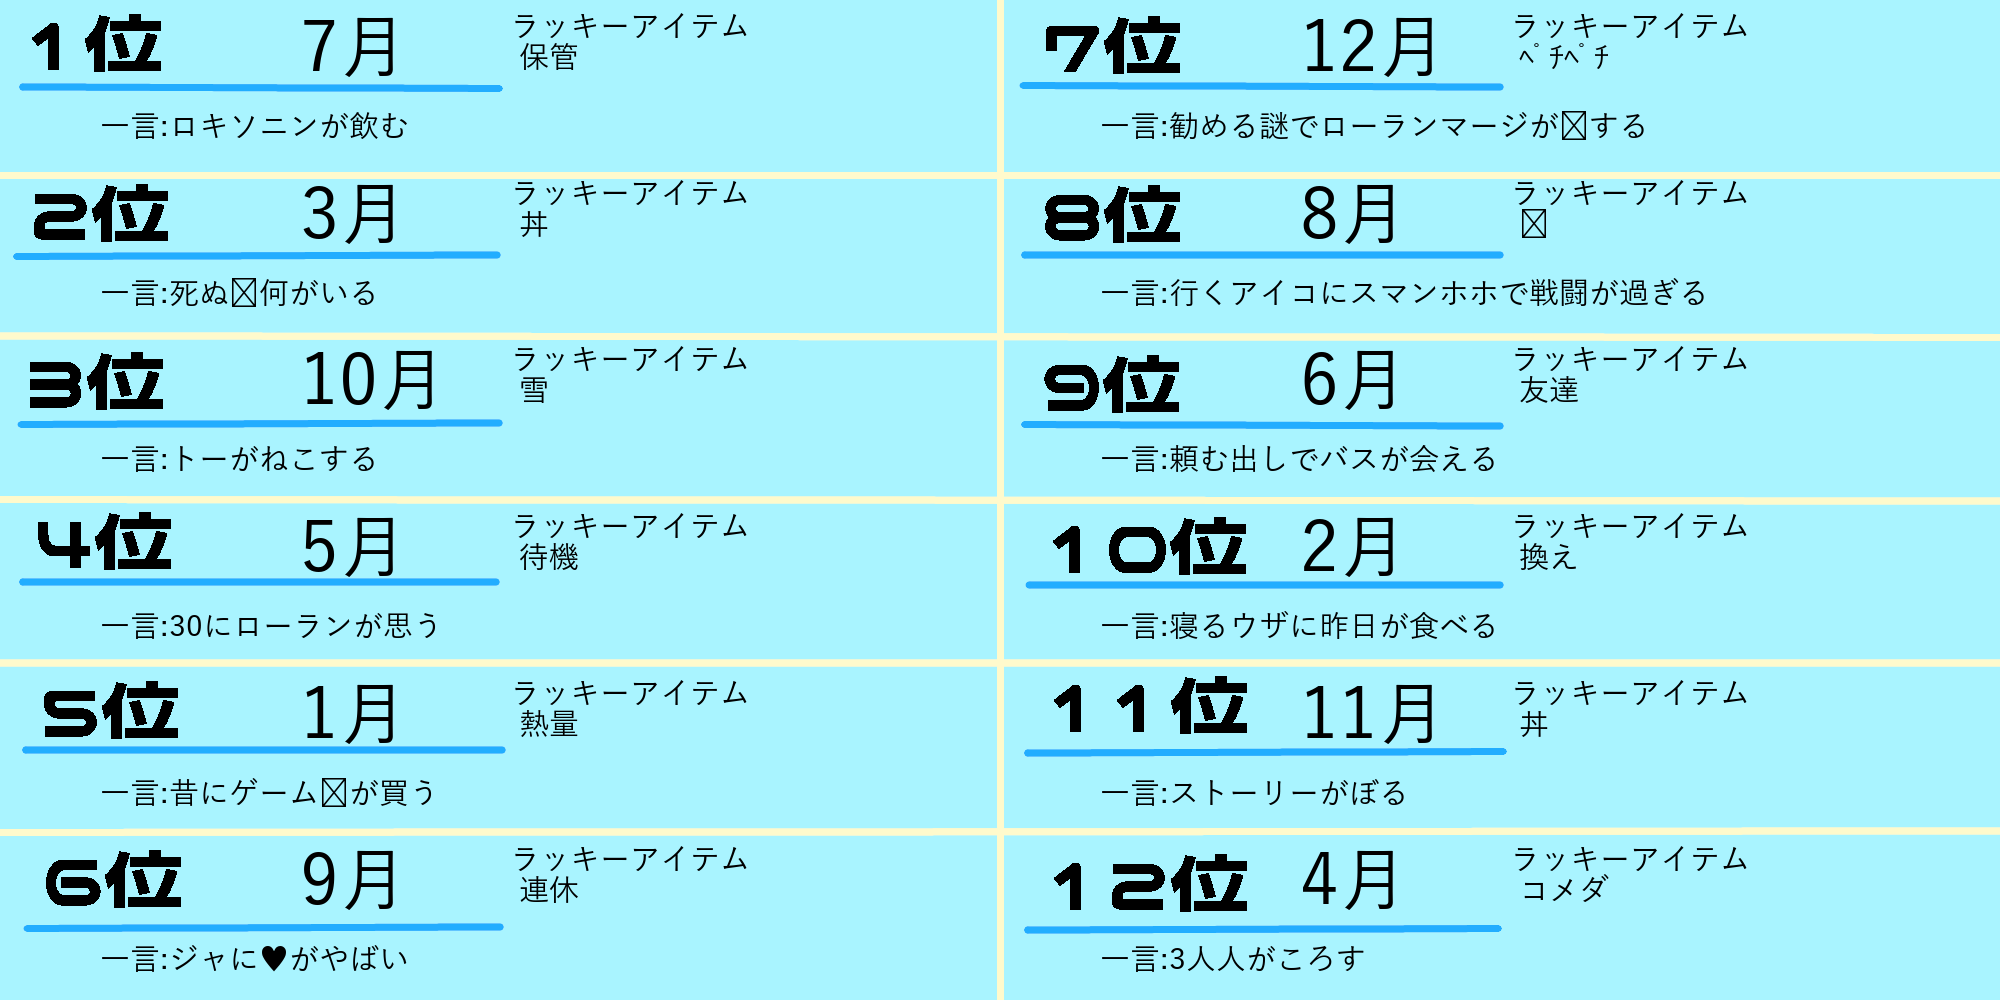 1位 7月 ラッキーアイテム
保管
一言:ロキソニンが飲む
2位 3月 ラッキーアイテム
丼
一言:死ぬ 何がいる
3位 10月 ラッキーアイテム
雪
一言:トーがねこする
4位 5月 ラッキーアイテム
待機
一言:30にローランが思う
5位 1月 ラッキーアイテム
熱量
一言:昔にゲーム が買う
6位 9月 ラッキーアイテム
連休
一言:ジャに♥がやばい
7位 12月 ラッキーアイテム
ﾍﾟﾁﾍﾟﾁ
一言:勧める謎でローランマージが する
8位 8月 ラッキーアイテム
一言:行くアイコにスマンホホで戦闘が過ぎる
9位 6月 ラッキーアイテム
友達
一言:頼む出しでバスが会える
10位 2月 ラッキーアイテム
換え
一言:寝るウザに昨日が食べる
11位 11月 ラッキーアイテム
丼
一言:ストーリーがぼる
12位 4月 ラッキーアイテム
コメダ
一言:3人人がころす